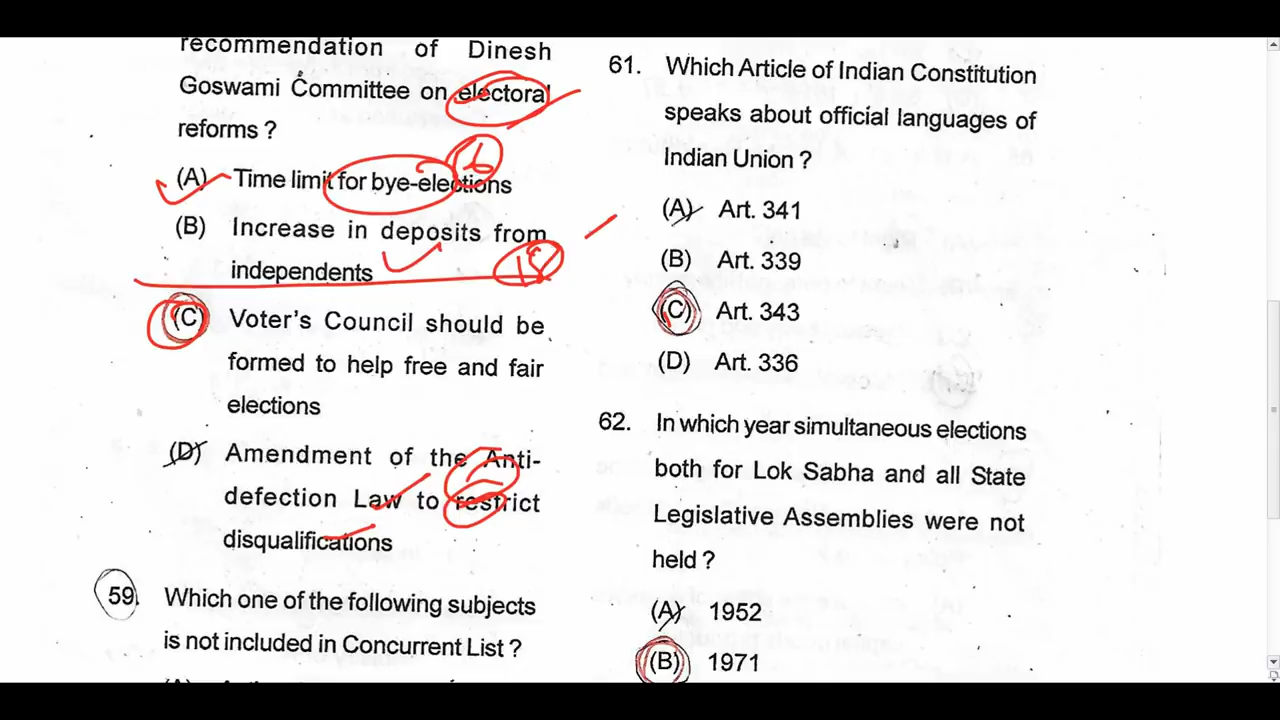 recommendation of Dinesh
Goswami Committee on electoral
reforms ?
(A) Time limit for bye-elections
6
(B) Increase in deposits from
independents
(C) Voter's Council should be
formed to help free and fair
elections
(D) Amendment of the Anti-
defection Law to restrict
disqualifications
59. Which one of the following subjects
is not included in Concurrent List ?
61. Which Article of Indian Constitution
speaks about official languages of
Indian Union ?
(A) Art. 341
(B) Art. 339
(C) Art. 343
(D) Art. 336
62. In which year simultaneous elections
both for Lok Sabha and all State
Legislative Assemblies were not
held ?
(A) 1952
(B) 1971